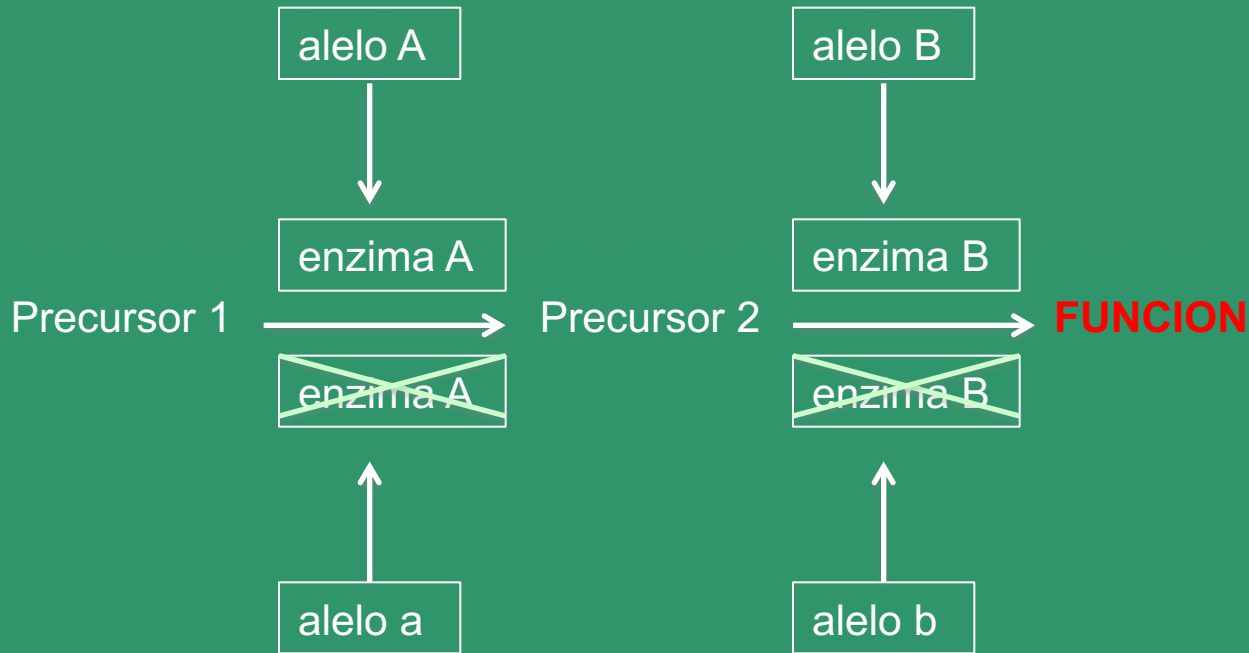 alelo A
alelo B
enzima A
enzima B
Precursor 1
Precursor 2
FUNCION
enzima A
enzima B
alelo a
alelo b